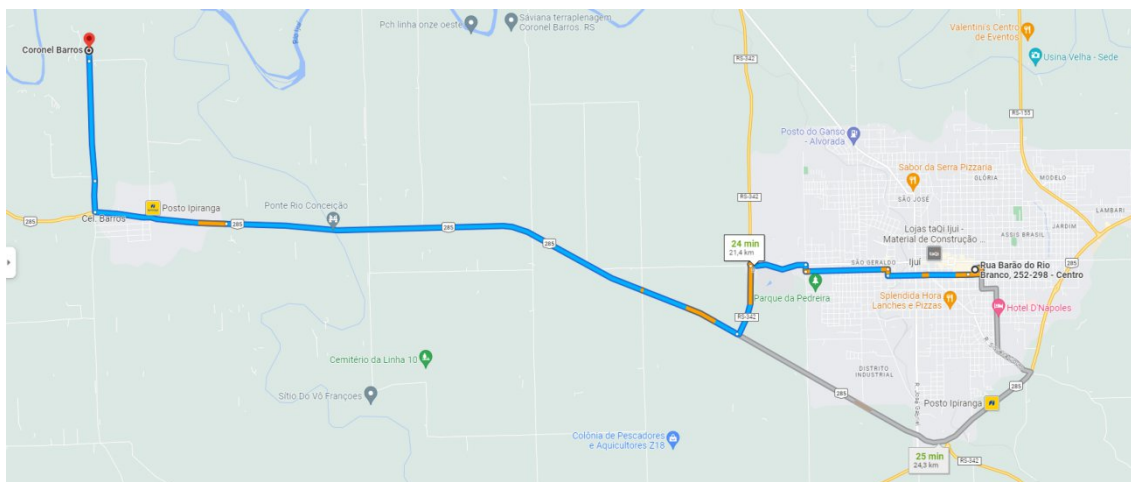 Pch linha onze oeste
Saviana terraplenagem
Coronel Barros RS
RS-342
Valentinis Centro
de Eventos
Usina Velha - Sede
Coronel Barros
RS-155
Posto do Ganso
- Alvorada
Sabor da Serra Pizzaria
GLÓRIA
MODELO
SÃO JOSÉ
RS-342
LAMBARI
Posto Ipiranga
Ponte Rio Conceição
285
Cel. Barros
285
285
285
Lojas taQi Ijuí -
Material de Construção ...
ASSIS BRASIL
JARDIM
24 min
21,4 km
SÃO GERALDO
Ijuí
285
Rua Barão do Rio
Branco, 252-298 - Centro
Parque da Pedreira
Splendida Hora
Lanches e Pizzas
Hotel D'Napoles
RS-342
Cemitério da Linha 10
DISTRITO
INDUSTRIAL
285
285
Sítio Do Vô Françoes
Posto Ipiranga
Colônia de Pescadores
e Aquicultores Z18
25 min
24,3 km
RS-342